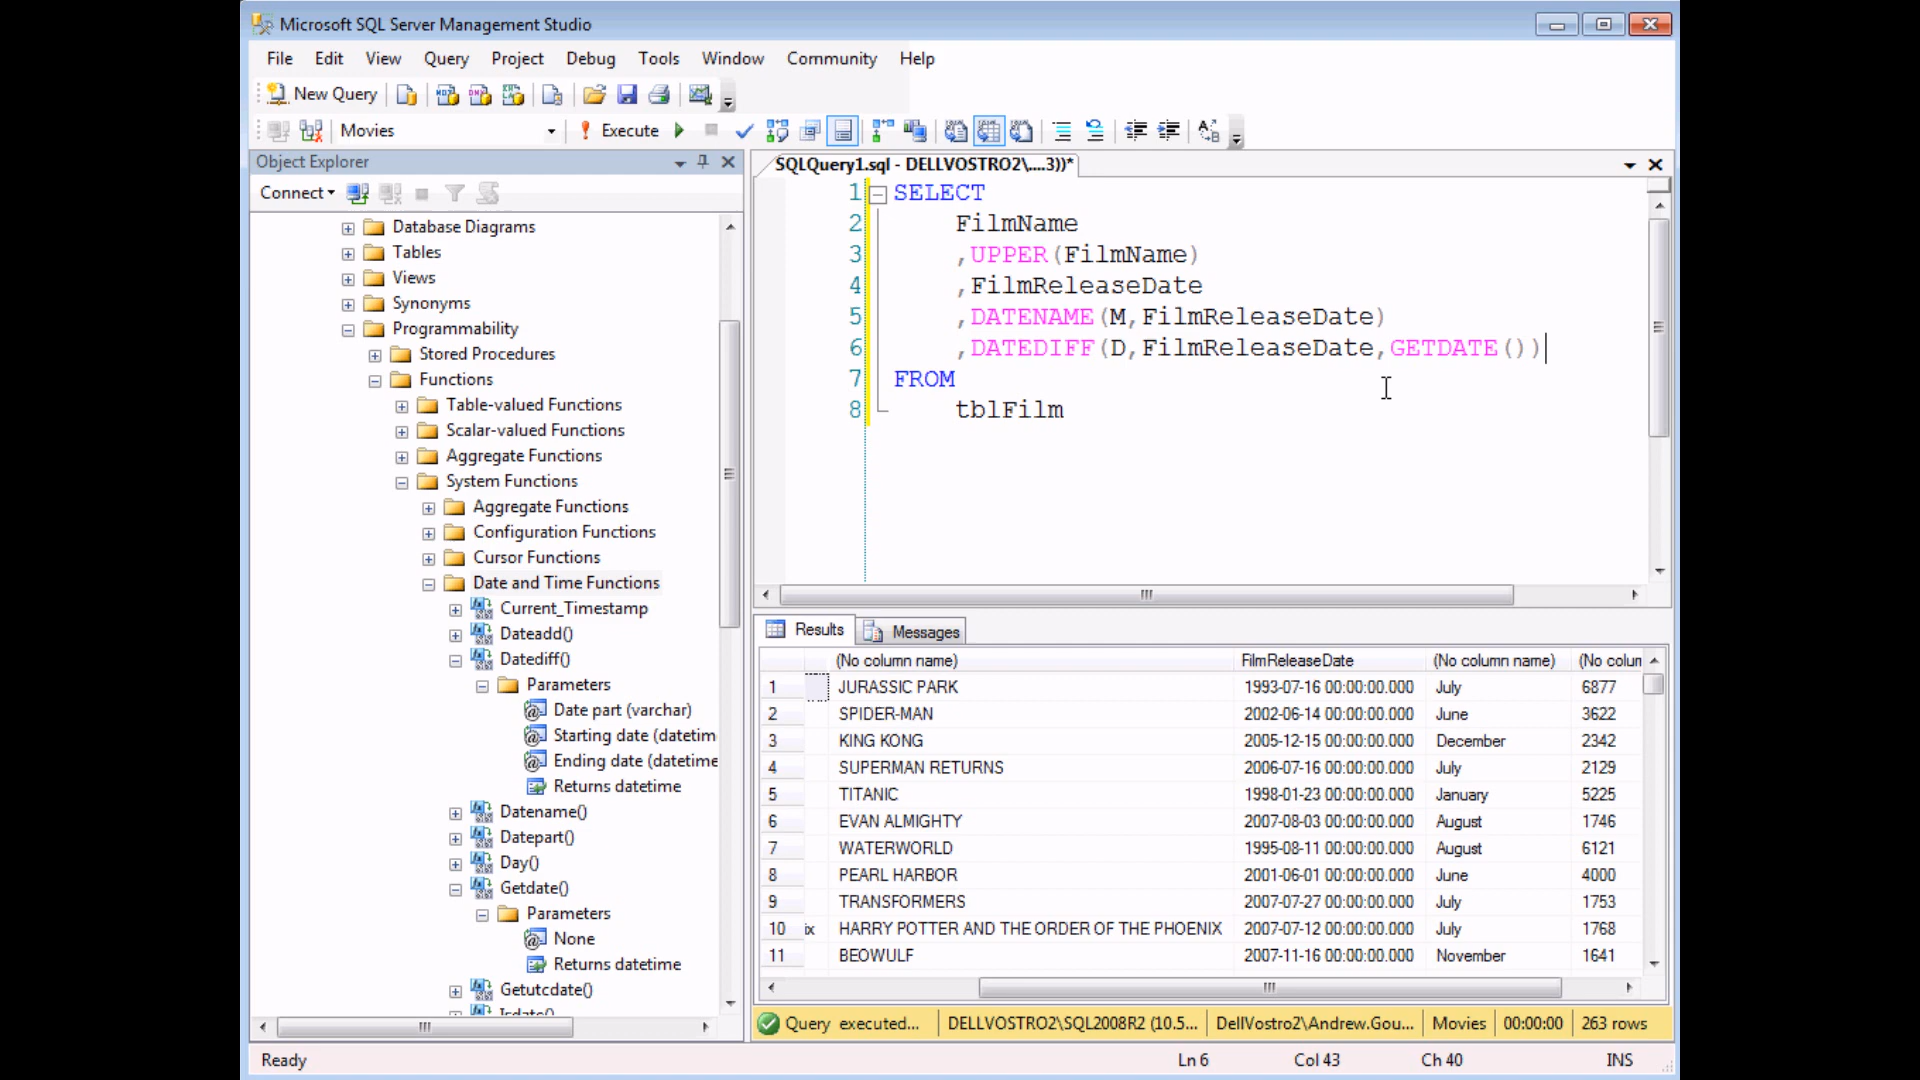 Microsoft SQL Server Management Studio
File Edit View Query Project Debug Tools Window Community Help
New Query
Movies Execute
Object Explorer
Connect
Database Diagrams
Tables
Views
Synonyms
Programmability
Stored Procedures
Functions
Table-valued Functions
Scalar-valued Functions
Aggregate Functions
System Functions
Aggregate Functions
Configuration Functions
Cursor Functions
Date and Time Functions
Current_Timestamp
Dateadd()
Datediff()
Parameters
Date part (varchar)
Starting date (datetim
Ending date (datetime
Returns datetime
Datename()
Datepart()
Day()
Getdate()
Parameters
None
Returns datetime
Getutcdate()
Isdate()
SQLQuery1.sql - DELLVOSTRO2\....3))*
1 SELECT
2 FilmName
3 ,UPPER(FilmName)
4 ,FilmReleaseDate
5 ,DATENAME(M,FilmReleaseDate)
6 ,DATEDIFF(D,FilmReleaseDate,GETDATE())
7 FROM
8 tblFilm
Results Messages
(No column name) FilmReleaseDate (No column name) (No colum
1 JURASSIC PARK 1993-07-16 00:00:00.000 July 6877
2 SPIDER-MAN 2002-06-14 00:00:00.000 June 3622
3 KING KONG 2005-12-15 00:00:00.000 December 2342
4 SUPERMAN RETURNS 2006-07-16 00:00:00.000 July 2129
5 TITANIC 1998-01-23 00:00:00.000 January 5225
6 EVAN ALMIGHTY 2007-08-03 00:00:00.000 August 1746
7 WATERWORLD 1995-08-11 00:00:00.000 August 6121
8 PEARL HARBOR 2001-06-01 00:00:00.000 June 4000
9 TRANSFORMERS 2007-07-27 00:00:00.000 July 1753
10 ix HARRY POTTER AND THE ORDER OF THE PHOENIX 2007-07-12 00:00:00.000 July 1768
11 BEOWULF 2007-11-16 00:00:00.000 November 1641
Query executed... DELLVOSTRO2\SQL2008R2 (10.5... DellVostro2\Andrew.Gou... Movies 00:00:00 263 rows
Ready Ln 6 Col 43 Ch 40 INS